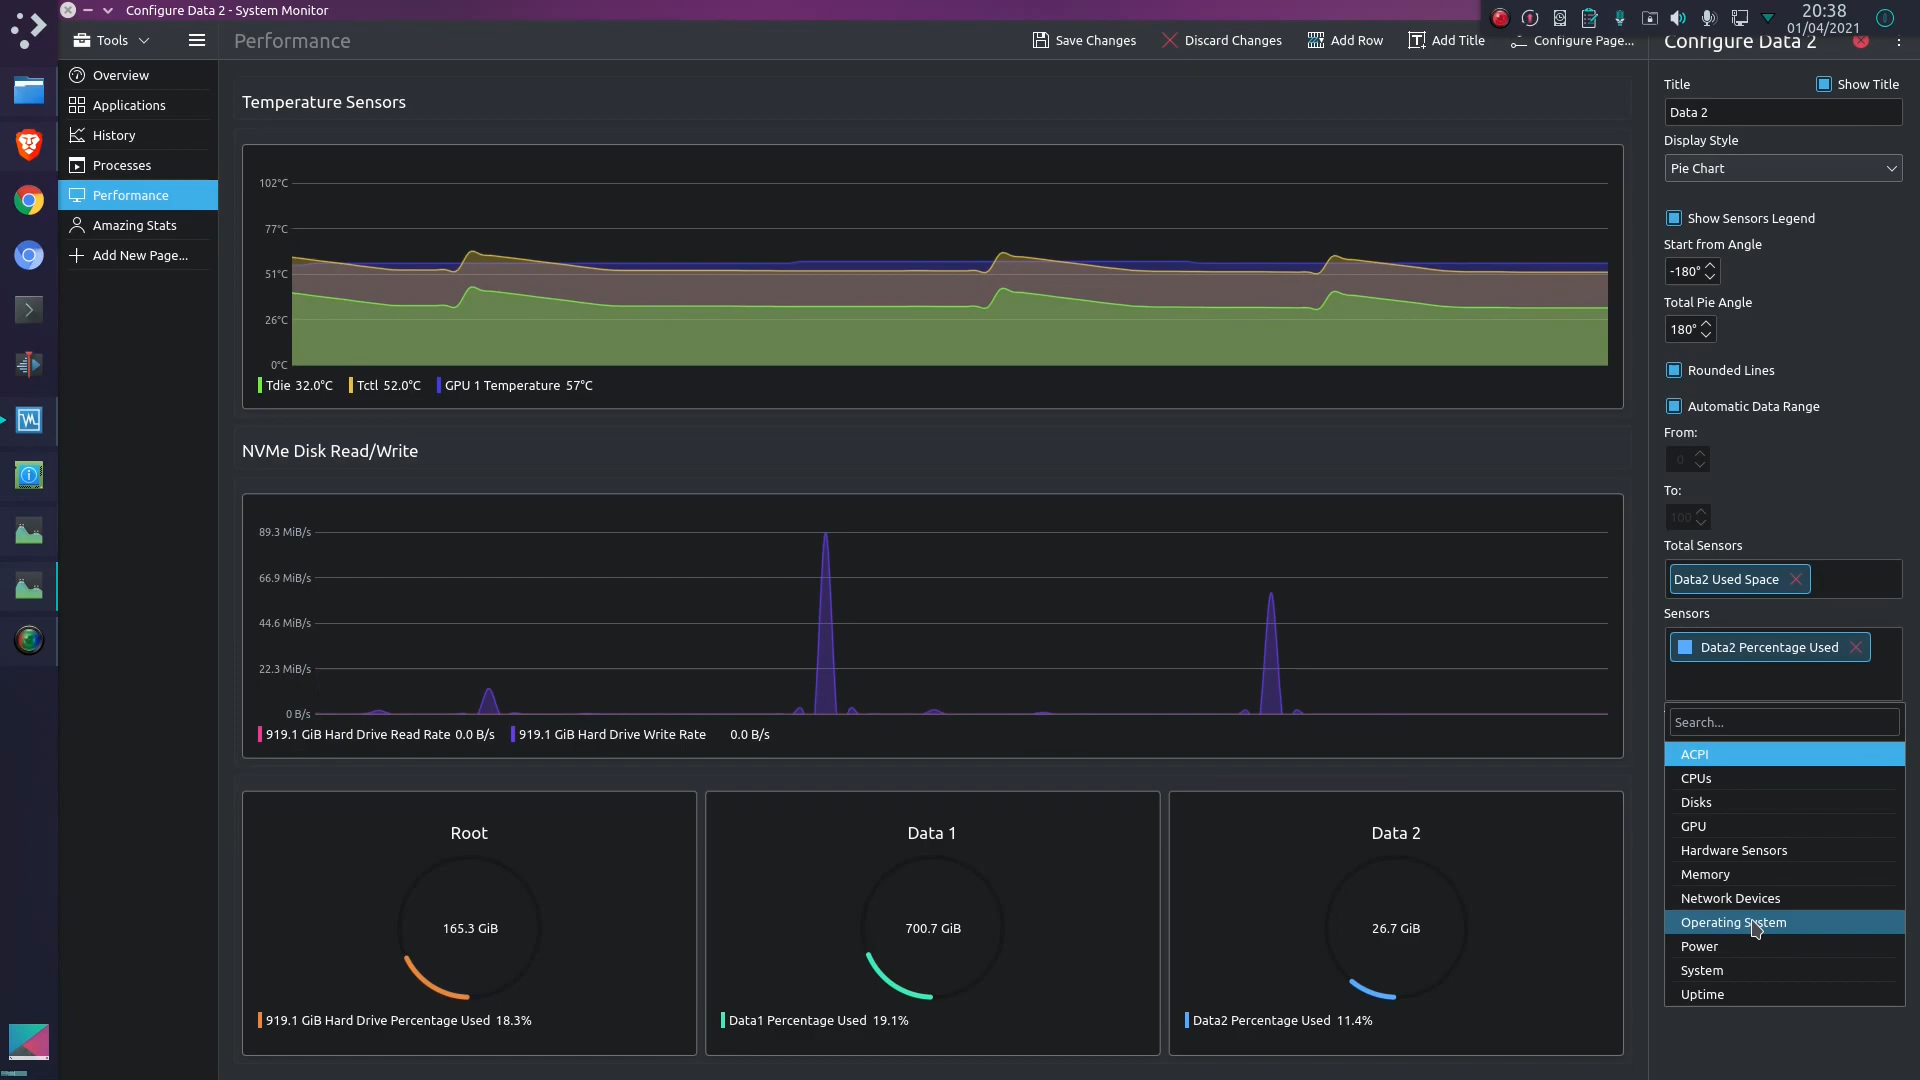 Configure Data 2 - System Monitor
20:38
01/04/2021
Tools
Performance
Save Changes
Discard Changes
Add Row
Add Title
Configure Page...
Configure Data 2
Overview
Applications
History
Processes
Performance
Amazing Stats
Add New Page...
Temperature Sensors
102°C
77°C
51°C
26°C
0°C
Tdie 32.0°C
Tctl 52.0°C
GPU 1 Temperature 57°C
NVMe Disk Read/Write
89.3 MiB/s
66.9 MiB/s
44.6 MiB/s
22.3 MiB/s
0 B/s
919.1 GiB Hard Drive Read Rate 0.0 B/s
919.1 GiB Hard Drive Write Rate 0.0 B/s
Root
165.3 GiB
919.1 GiB Hard Drive Percentage Used 18.3%
Data 1
700.7 GiB
Data1 Percentage Used 19.1%
Data 2
26.7 GiB
Data2 Percentage Used 11.4%
Title
Show Title
Data 2
Display Style
Pie Chart
Show Sensors Legend
Start from Angle
-180°
Total Pie Angle
180°
Rounded Lines
Automatic Data Range
From:
0
To:
100
Total Sensors
Data2 Used Space
Sensors
Data2 Percentage Used
Search...
ACPI
CPUs
Disks
GPU
Hardware Sensors
Memory
Network Devices
Operating System
Power
System
Uptime